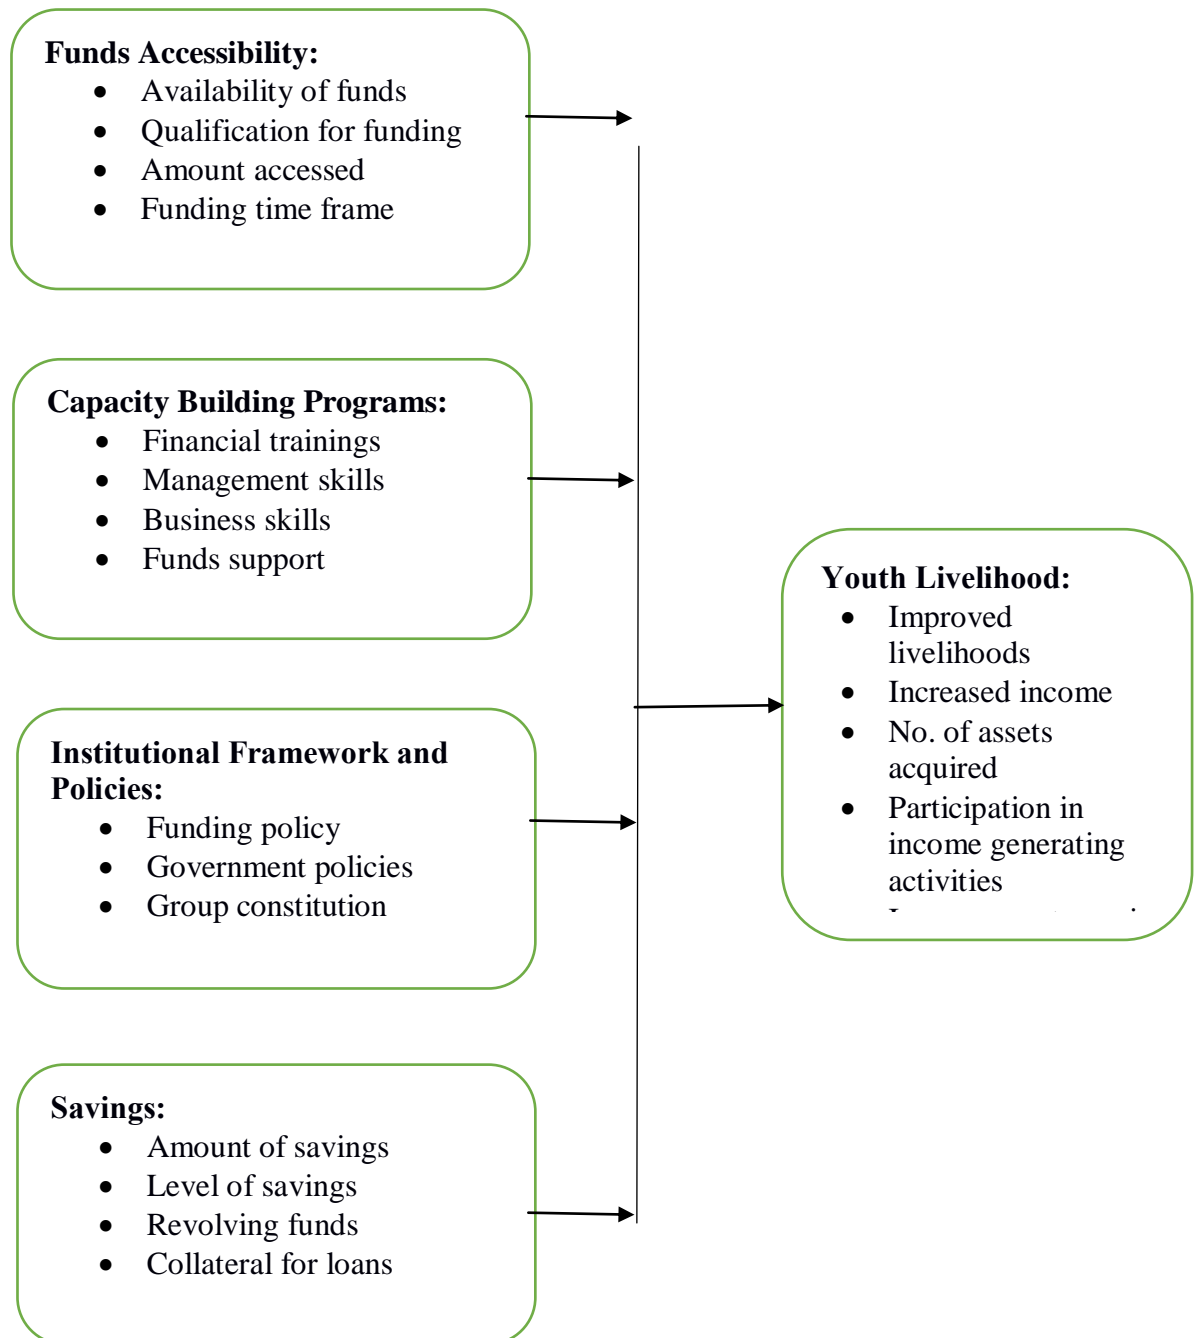 Funds Accessibility:
• Availability of funds
• Qualification for funding
• Amount accessed
• Funding time frame
Capacity Building Programs:
• Financial trainings
• Management skills
• Business skills
• Funds support
Institutional Framework and
Policies:
• Funding policy
• Government policies
• Group constitution
Savings:
• Amount of savings
• Level of savings
• Revolving funds
• Collateral for loans
Youth Livelihood:
• Improved
livelihoods
• Increased income
• No. of assets
acquired
• Participation in
income generating
activities